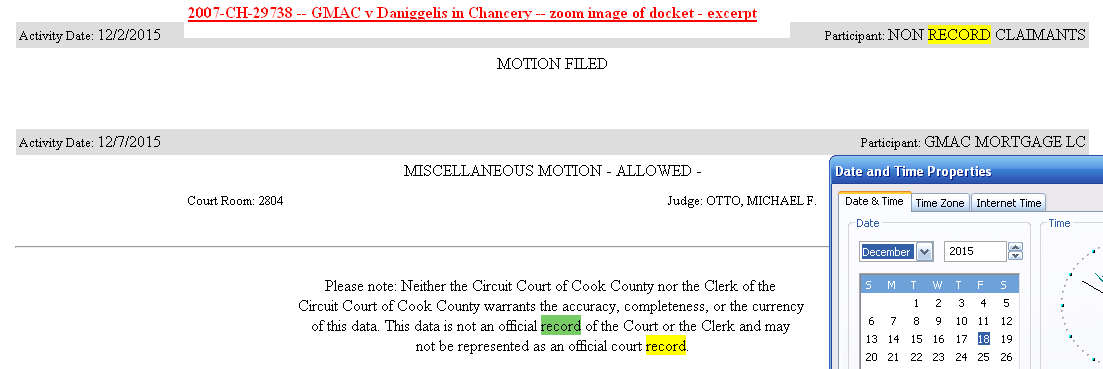 2007-CH-29738 -- GMAC v Daniggelis in Chancery -- zoom image of docket - excerpt
Activity Date: 12/2/2015 Participant: NON RECORD CLAIMANTS
MOTION FILED
Activity Date: 12/7/2015 Participant: GMAC MORTGAGE LC
MISCELLANEOUS MOTION - ALLOWED -
Court Room: 2804 Judge: OTTO, MICHAEL F.
Please note: Neither the Circuit Court of Cook County nor the Clerk of the
Circuit Court of Cook County warrants the accuracy, completeness, or the currency
of this data. This data is not an official record of the Court or the Clerk and may
not be represented as an official court record.
Date and Time Properties
Date & Time Time Zone Internet Time
Date Time
December 2015
S M T W T F S
1 2 3 4 5
6 7 8 9 10 11 12
13 14 15 16 17 18 19
20 21 22 23 24 25 26